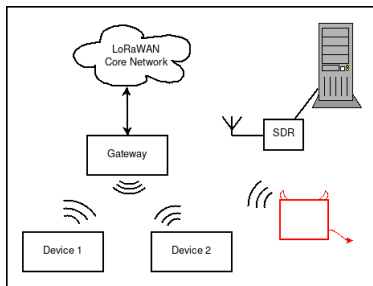 LoRaWAN
Core Network
Gateway
SDR
Device 1
Device 2